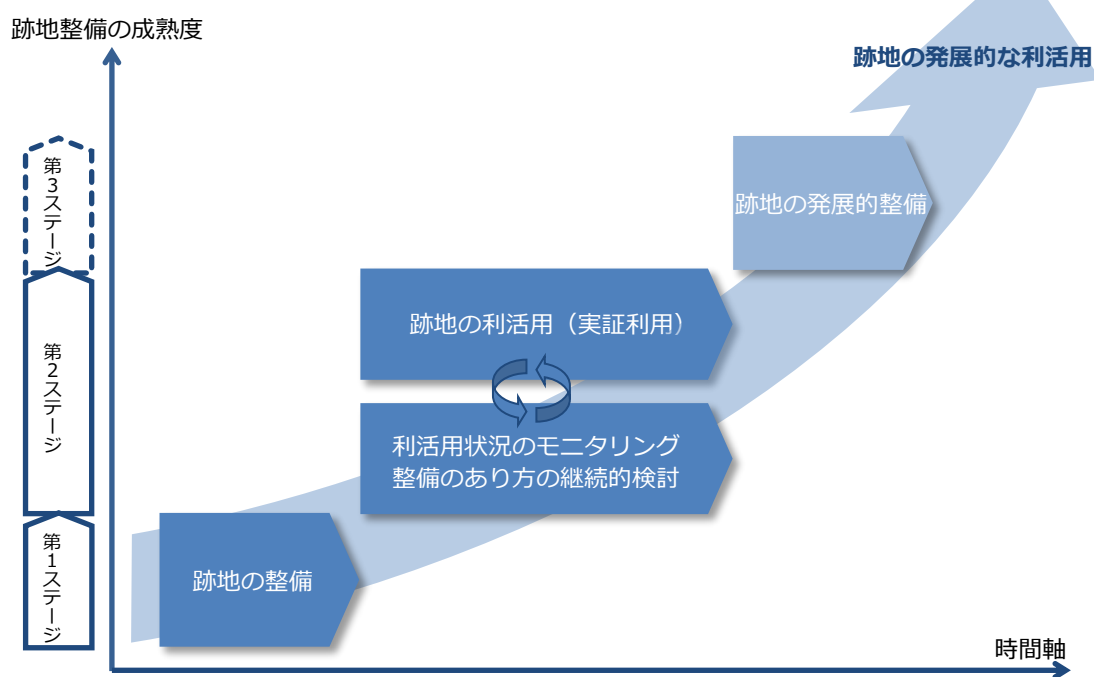 跡地整備の成熟度
跡地の発展的な利活用
第3ステージ
跡地の発展的整備
第2ステージ
跡地の利活用（実証利用）
利活用状況のモニタリング
整備のあり方の継続的検討
第1ステージ
跡地の整備
時間軸